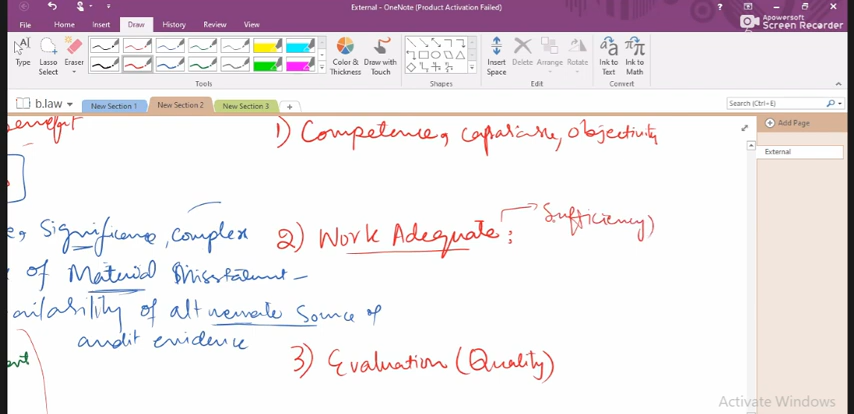 External - OneNote (Product Activation Failed)
Apowersoft
Screen Recorder
File Home Insert Draw History Review View
Type
Lasso Select
Eraser
Color & Thickness
Draw with Touch
Insert Space
Delete
Arrange
Rotate
Ink to Text
Ink to Math
Tools
Shapes
Edit
Convert
b.law
New Section 1
New Section 2
New Section 3
Search (Ctrl+E)
Add Page
External
1) Competence, objectivity
Significance, complex
2) Work Adequate;
Sufficiency)
of Material
of alternate Source of
audit evidence
3) Evaluation (Quality)
Activate Windows